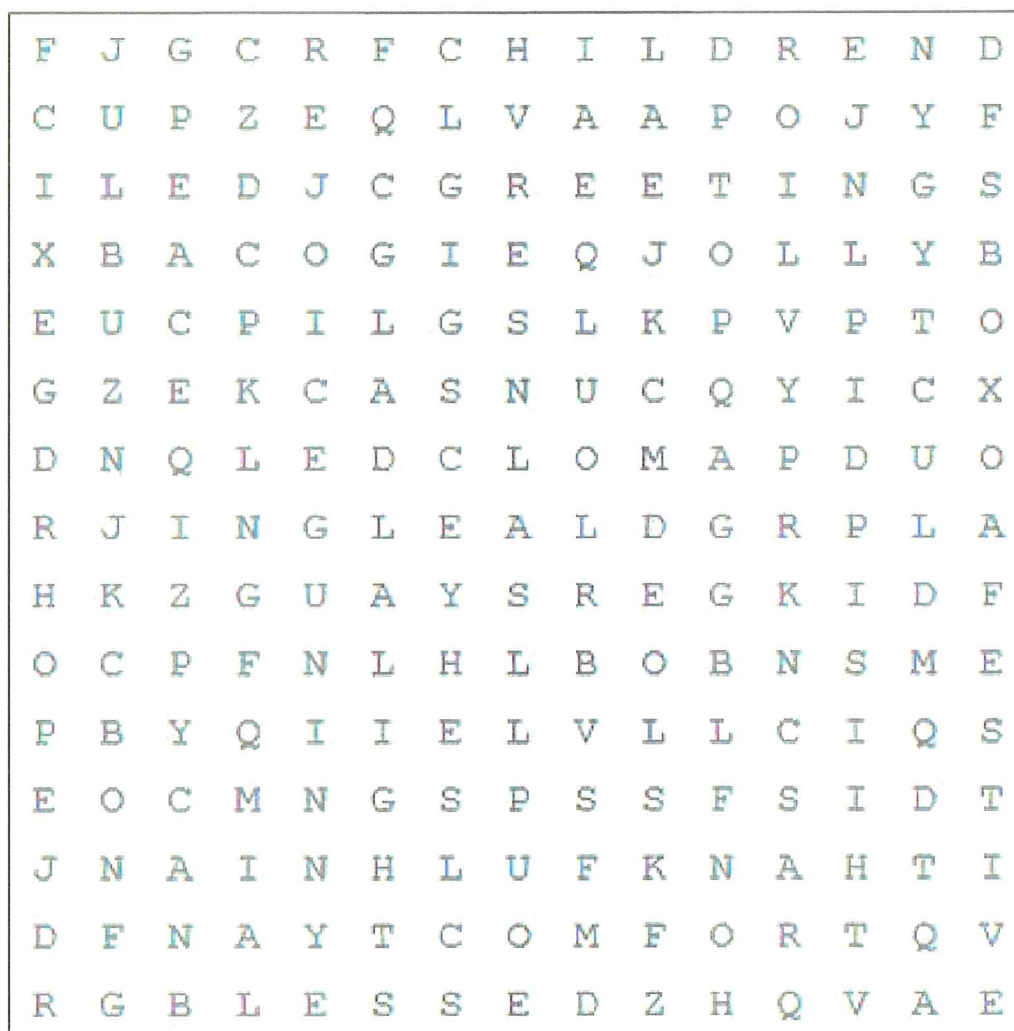 F J G C R F C H I L D R E N D
C U P Z E Q L V A A P O J Y F
I L E D J C G R E E T I N G S
X B A C O G I E Q J O L L Y B
E U C P I L G S L K P V P T O
G Z E K C A S N U C Q Y I C X
D N Q L E D C L O M A P D U O
R J I N G L E A L D G R P L A
H K Z G U A Y S R E G K I D F
O C P F N L H L B O B N S M E
P B Y Q I I E L V L L C I Q S
E O C M N G S P S S F S I D T
J N A I N H L U F K N A H T I
D F N A Y T C O M F O R T Q V
R G B L E S S E D Z H Q V A E